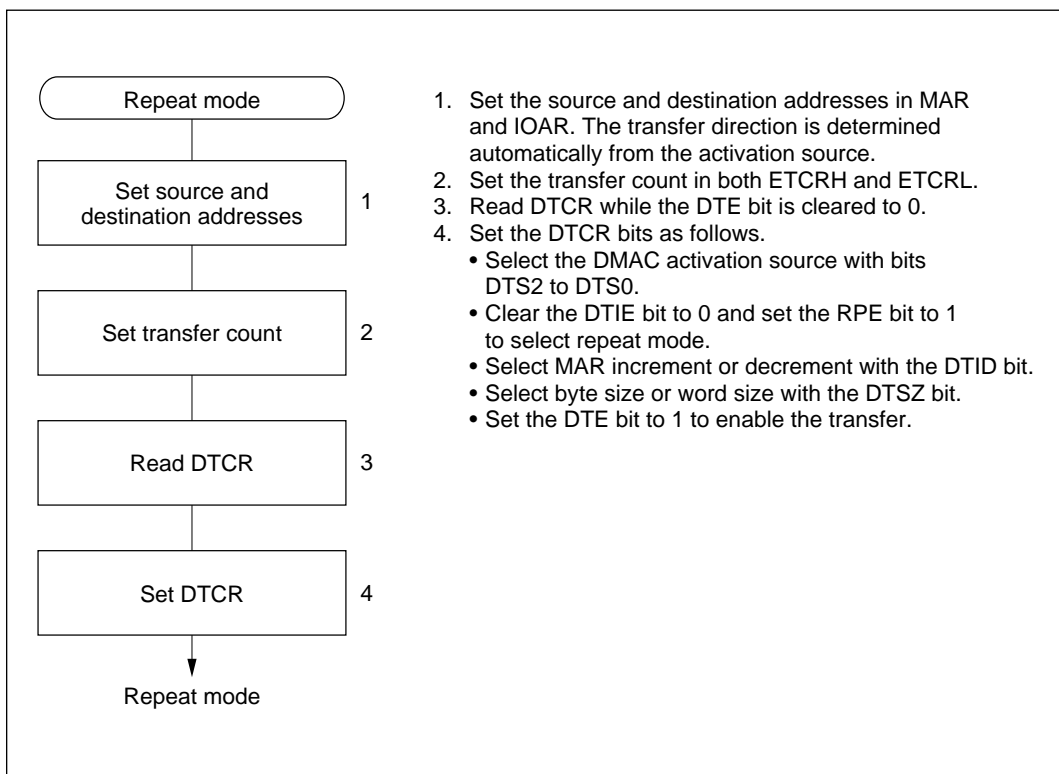 Repeat mode
Set source and
destination addresses
1
Set transfer count
2
Read DTCR
3
Set DTCR
4
Repeat mode
1. Set the source and destination addresses in MAR
and IOAR. The transfer direction is determined
automatically from the activation source.
2. Set the transfer count in both ETCRH and ETCRL.
3. Read DTCR while the DTE bit is cleared to 0.
4. Set the DTCR bits as follows.
• Select the DMAC activation source with bits
DTS2 to DTS0.
• Clear the DTIE bit to 0 and set the RPE bit to 1
to select repeat mode.
• Select MAR increment or decrement with the DTID bit.
• Select byte size or word size with the DTSZ bit.
• Set the DTE bit to 1 to enable the transfer.